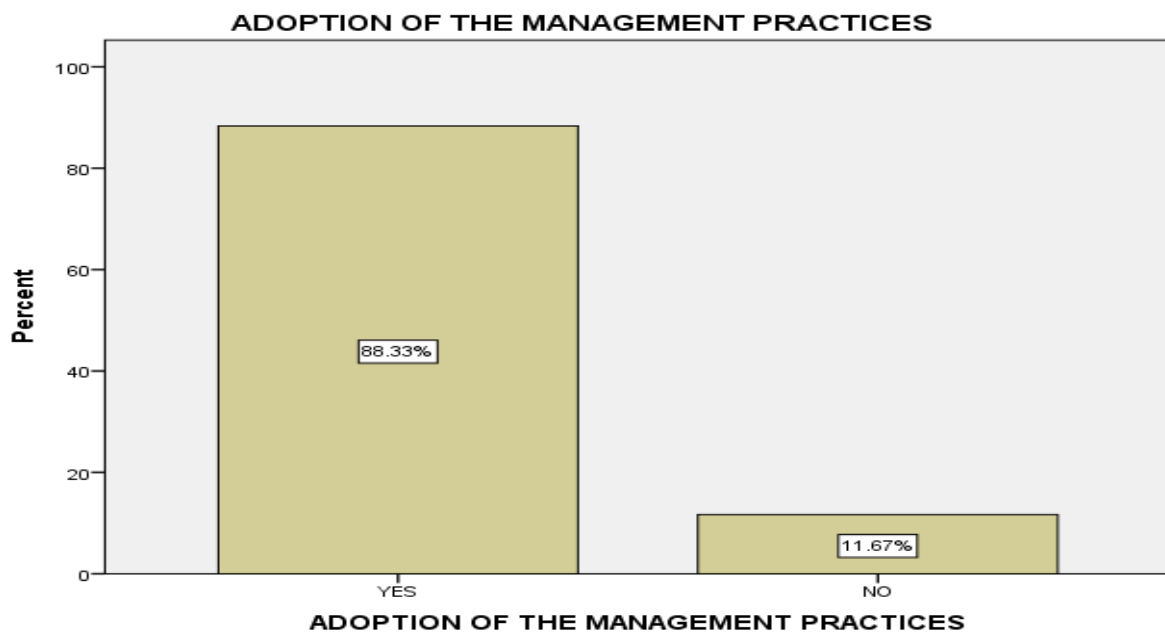 ADOPTION OF THE MANAGEMENT PRACTICES
100
80
60
40
20
0
Percent
88.33%
11.67%
YES
NO
ADOPTION OF THE MANAGEMENT PRACTICES